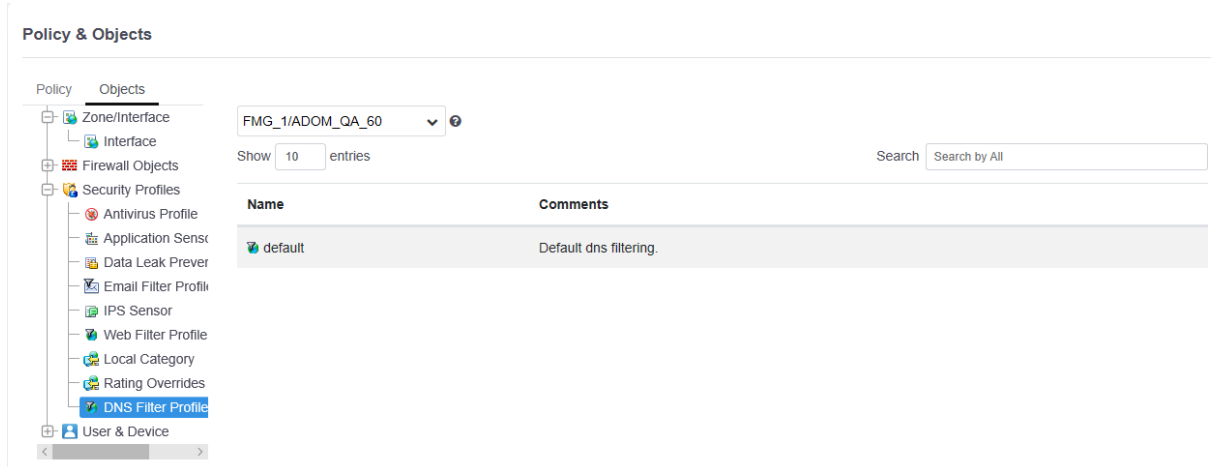 Policy & Objects
Policy Objects
Zone/Interface
Interface
Firewall Objects
Security Profiles
Antivirus Profile
Application Senso
Data Leak Prever
Email Filter Profile
IPS Sensor
Web Filter Profile
Local Category
Rating Overrides
DNS Filter Profile
User & Device
FMG_1/ADOM_QA_60
Show 10 entries
Search Search by All
Name Comments
default Default dns filtering.